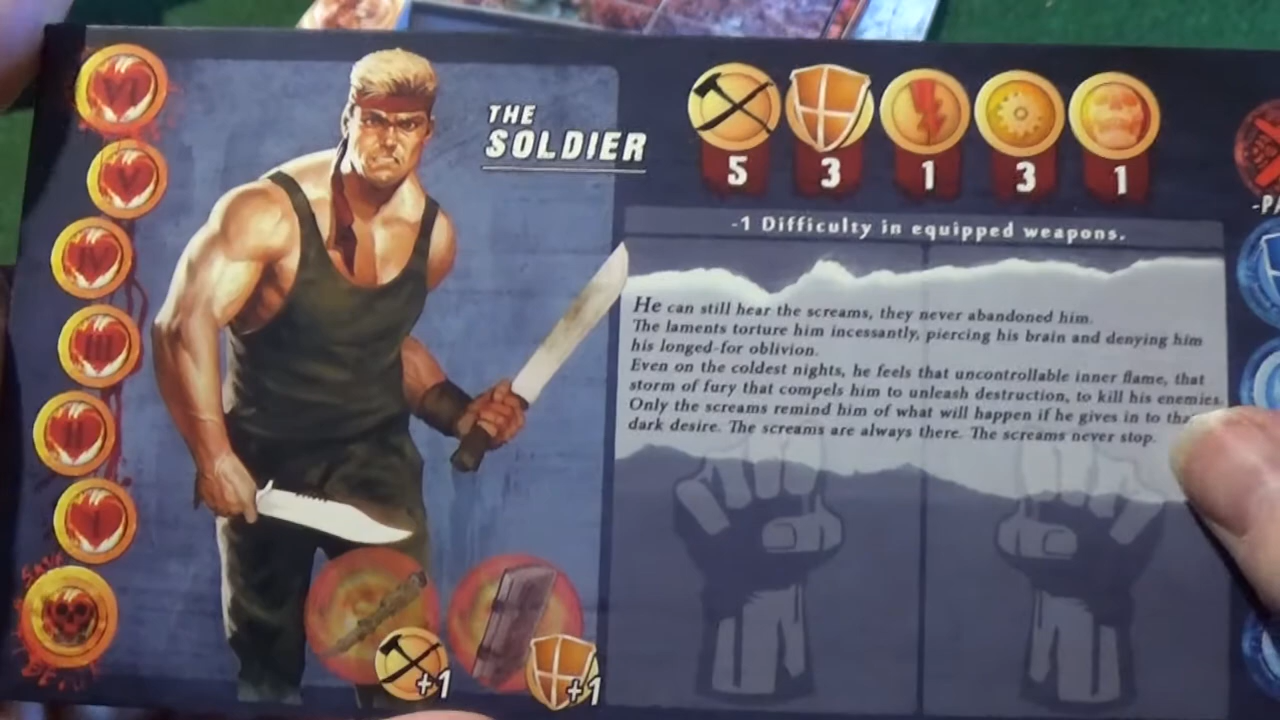 THE
SOLDIER
5 3 1 3 1
-1 Difficulty in equipped weapons.
He can still hear the screams, they never abandoned him.
The laments torture him incessantly, piercing his brain and denying him
his longed-for oblivion.
Even on the coldest nights, he feels that uncontrollable inner flame, that
storm of fury that compels him to unleash destruction, to kill his enemies.
Only the screams remind him of what will happen if he gives in to that
dark desire. The screams are always there. The screams never stop.
VI
V
IV
III
II
I
+1 +1